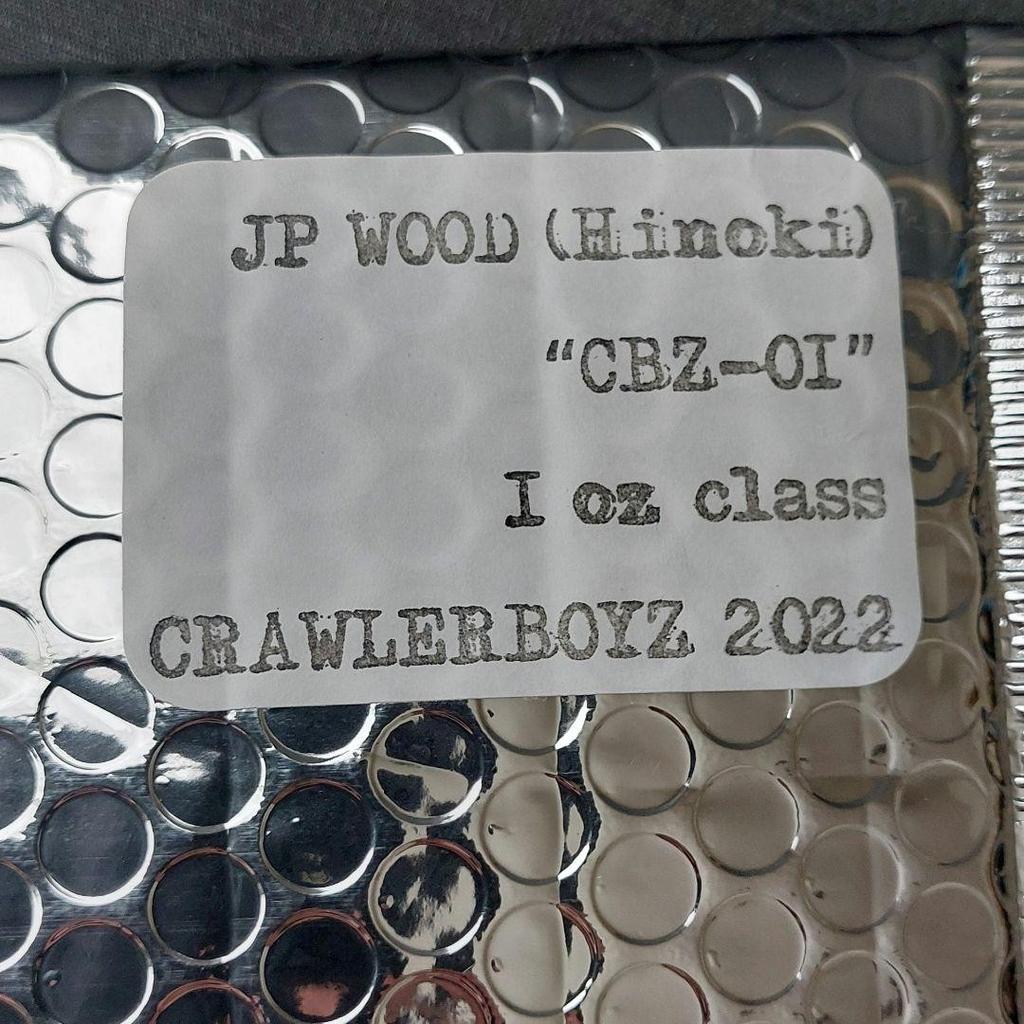 JP WOOD (Hinoki)
“CBZ-OI”
I oz class
CRAWLERBOYZ 2022